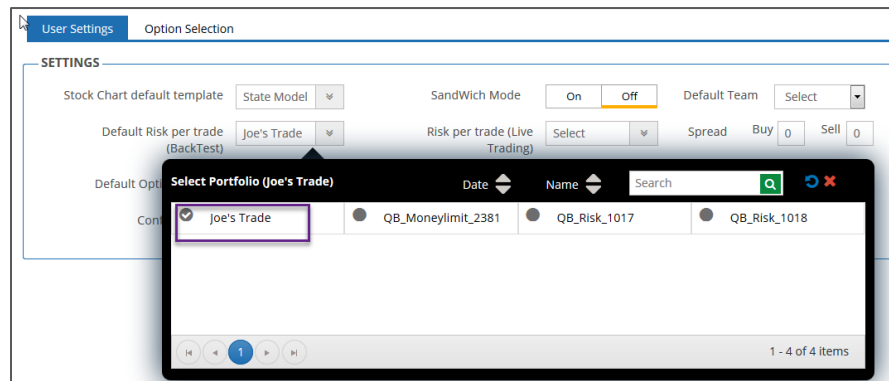 User Settings Option Selection
SETTINGS
Stock Chart default template State Model SandWich Mode On Off Default Team Select
Default Risk per trade (BackTest) Joe's Trade Risk per trade (Live Trading) Select Spread Buy 0 Sell 0
Default Opti
Select Portfolio (Joe's Trade) Date Name Search
Conf
Joe's Trade QB_Moneylimit_2381 QB_Risk_1017 QB_Risk_1018
1 1 - 4 of 4 items